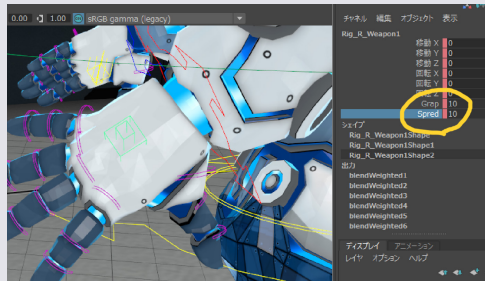 0.00 1.00 sRGB gamma (legacy)
チャネル 編集 オブジェクト 表示
Rig_R_Weapon1
移動 X 0
移動 Y 0
移動 Z 0
回転 X 0
回転 Y 0
回転 Z 0
Grap 10
Spred 10
シェイプ
Rig_R_Weapon1Shape
Rig_R_Weapon1Shape1
Rig_R_Weapon1Shape2
出力
blendWeighted1
blendWeighted2
blendWeighted3
blendWeighted4
blendWeighted5
blendWeighted6
ディスプレイ アニメーション
レイヤ オプション ヘルプ